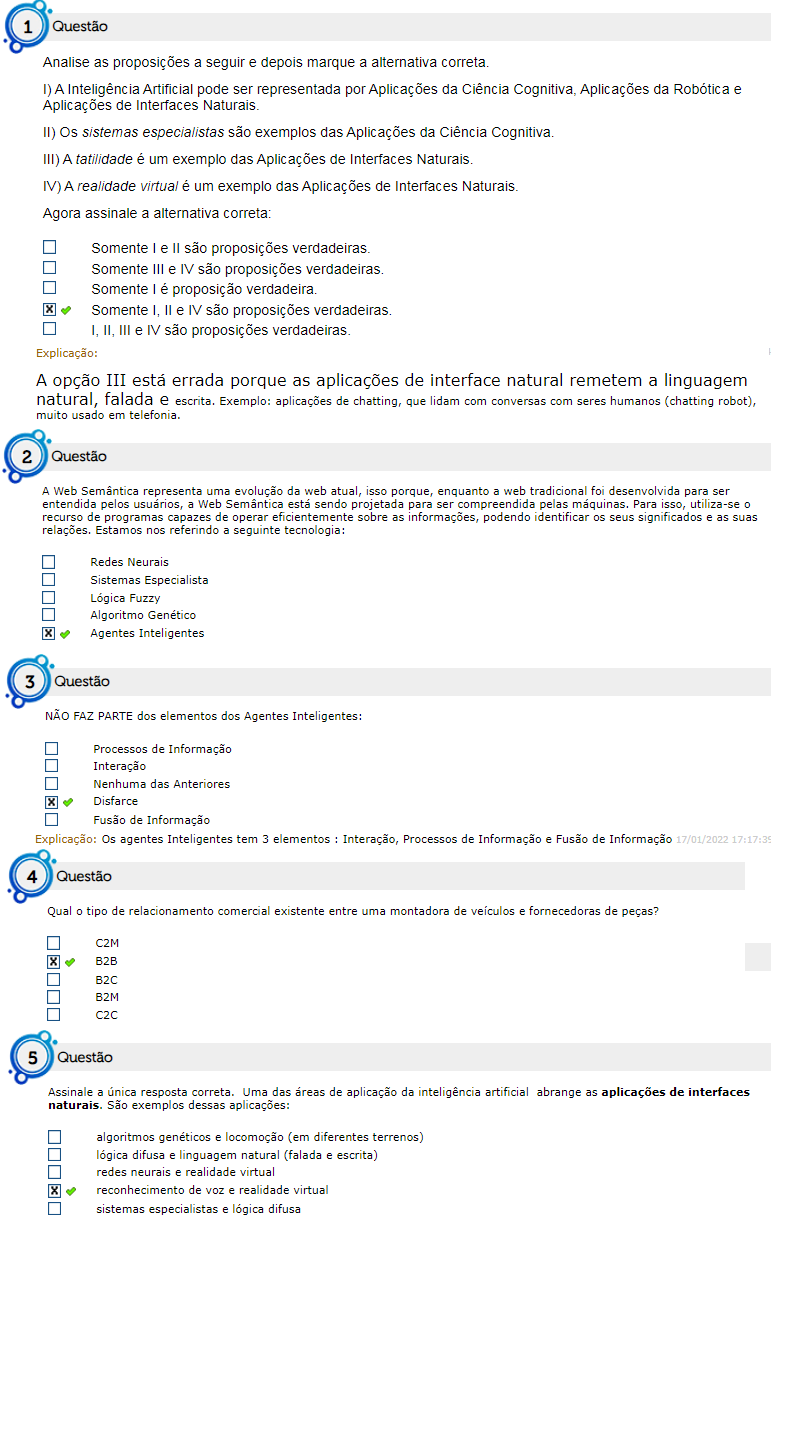 1 Questão
Analise as proposições a seguir e depois marque a alternativa correta.
I) A Inteligência Artificial pode ser representada por Aplicações da Ciência Cognitiva, Aplicações da Robótica e
Aplicações de Interfaces Naturais.
II) Os sistemas especialistas são exemplos das Aplicações da Ciência Cognitiva.
III) A tatilidade é um exemplo das Aplicações de Interfaces Naturais.
IV) A realidade virtual é um exemplo das Aplicações de Interfaces Naturais.
Agora assinale a alternativa correta:
Somente I e II são proposições verdadeiras.
Somente III e IV são proposições verdadeiras.
Somente I é proposição verdadeira.
Somente I, II e IV são proposições verdadeiras.
I, II, III e IV são proposições verdadeiras.
Explicação:
A opção III está errada porque as aplicações de interface natural remetem a linguagem
natural, falada e escrita. Exemplo: aplicações de chatting, que lidam com conversas com seres humanos (chatting robot),
muito usado em telefonia.
2 Questão
A Web Semântica representa uma evolução da web atual, isso porque, enquanto a web tradicional foi desenvolvida para ser
entendida pelos usuários, a Web Semântica está sendo projetada para ser compreendida pelas máquinas. Para isso, utiliza-se o
recurso de programas capazes de operar eficientemente sobre as informações, podendo identificar os seus significados e as suas
relações. Estamos nos referindo a seguinte tecnologia:
Redes Neurais
Sistemas Especialista
Lógica Fuzzy
Algoritmo Genético
Agentes Inteligentes
3 Questão
NÃO FAZ PARTE dos elementos dos Agentes Inteligentes:
Processos de Informação
Interação
Nenhuma das Anteriores
Disfarce
Fusão de Informação
Explicação: Os agentes Inteligentes tem 3 elementos : Interação, Processos de Informação e Fusão de Informação 17/01/2022 17:17:39
4 Questão
Qual o tipo de relacionamento comercial existente entre uma montadora de veículos e fornecedoras de peças?
C2M
B2B
B2C
B2M
C2C
5 Questão
Assinale a única resposta correta. Uma das áreas de aplicação da inteligência artificial abrange as aplicações de interfaces
naturais. São exemplos dessas aplicações:
algoritmos genéticos e locomoção (em diferentes terrenos)
lógica difusa e linguagem natural (falada e escrita)
redes neurais e realidade virtual
reconhecimento de voz e realidade virtual
sistemas especialistas e lógica difusa